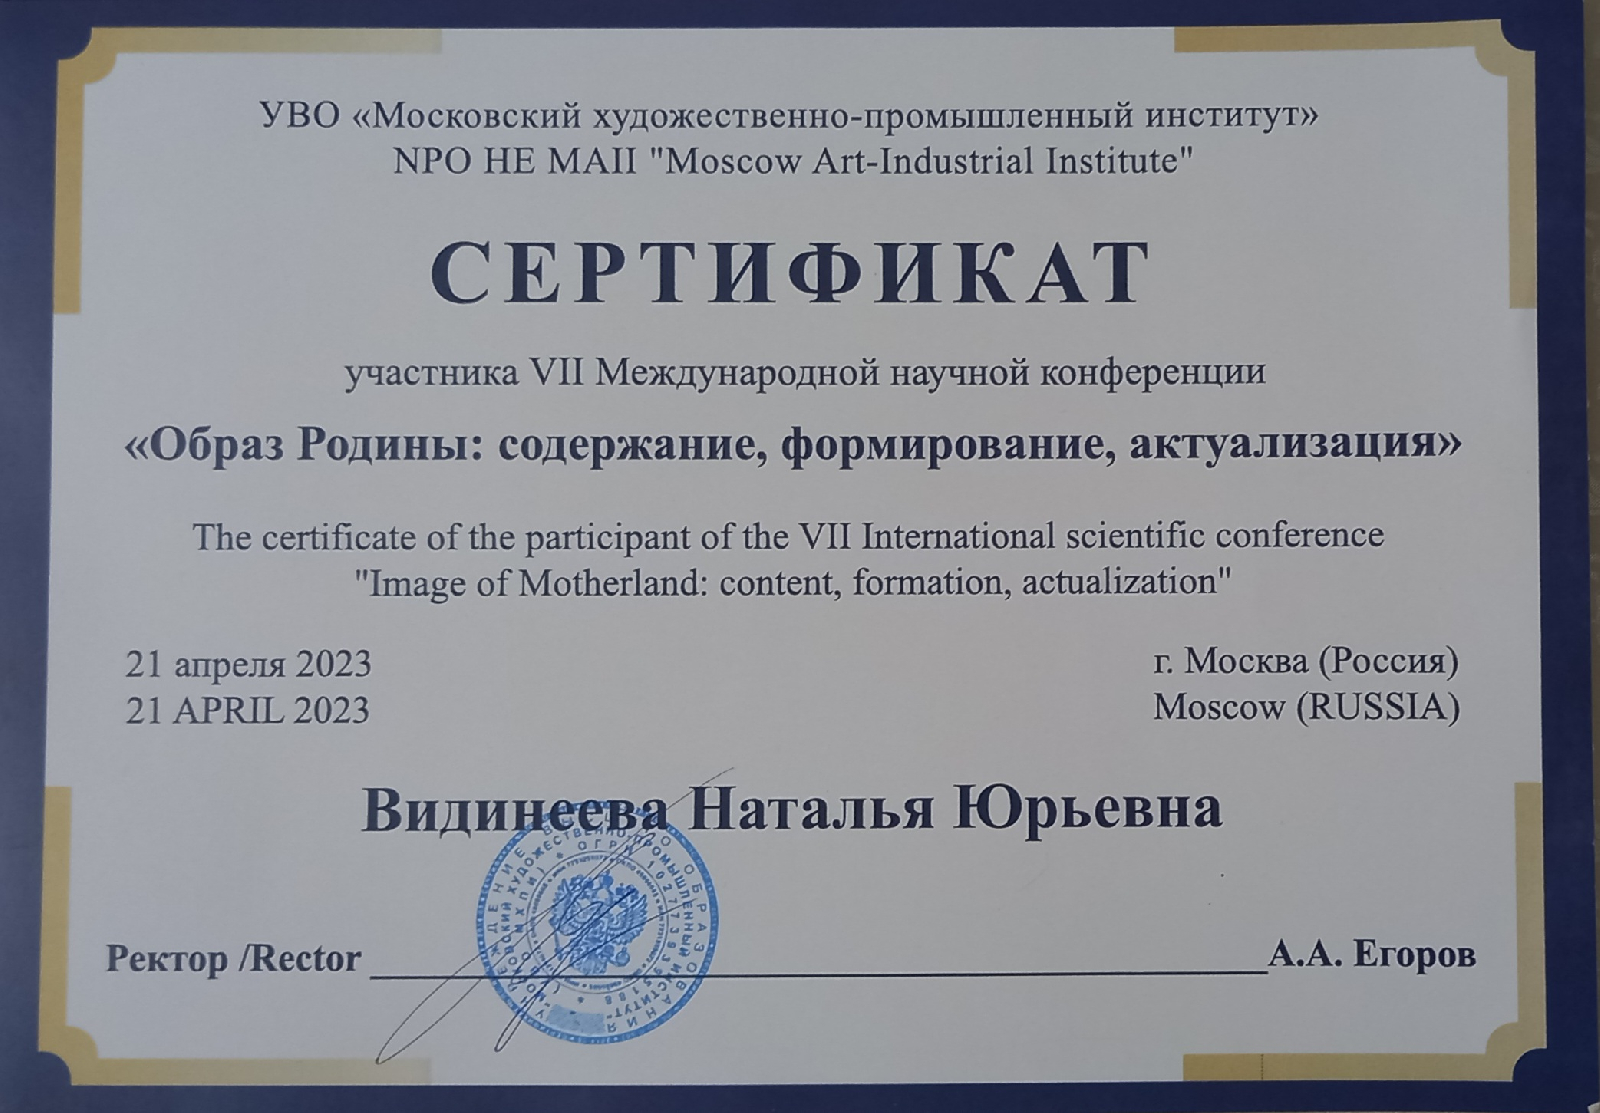 УВО «Московский художественно-промышленный институт»
NPO HE MAII "Moscow Art-Industrial Institute"
СЕРТИФИКАТ
участника VII Международной научной конференции
«Образ Родины: содержание, формирование, актуализация»
The certificate of the participant of the VII International scientific conference
"Image of Motherland: content, formation, actualization"
21 апреля 2023
21 APRIL 2023
г. Москва (Россия)
Moscow (RUSSIA)
Видинеева Наталья Юрьевна
Ректор /Rector
А.А. Егоров